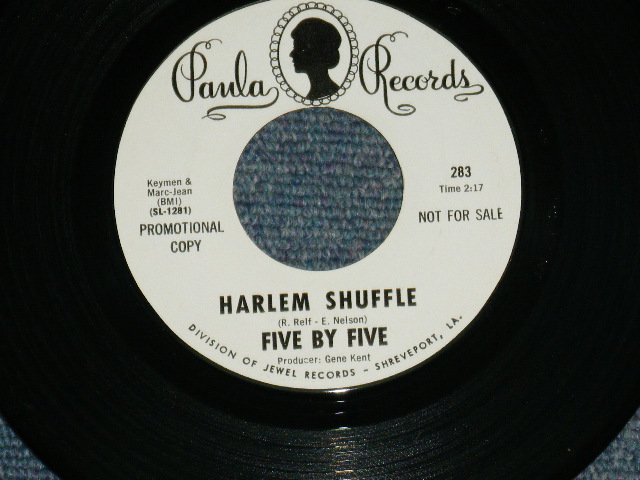 Paula Records
Keymen &
Marc-Jean
(BMI)
(SL-1281)
PROMOTIONAL
COPY
283
Time 2:17
NOT FOR SALE
HARLEM SHUFFLE
(R. Relf - E. Nelson)
FIVE BY FIVE
Producer: Gene Kent
DIVISION OF JEWEL RECORDS - SHREVEPORT, LA.